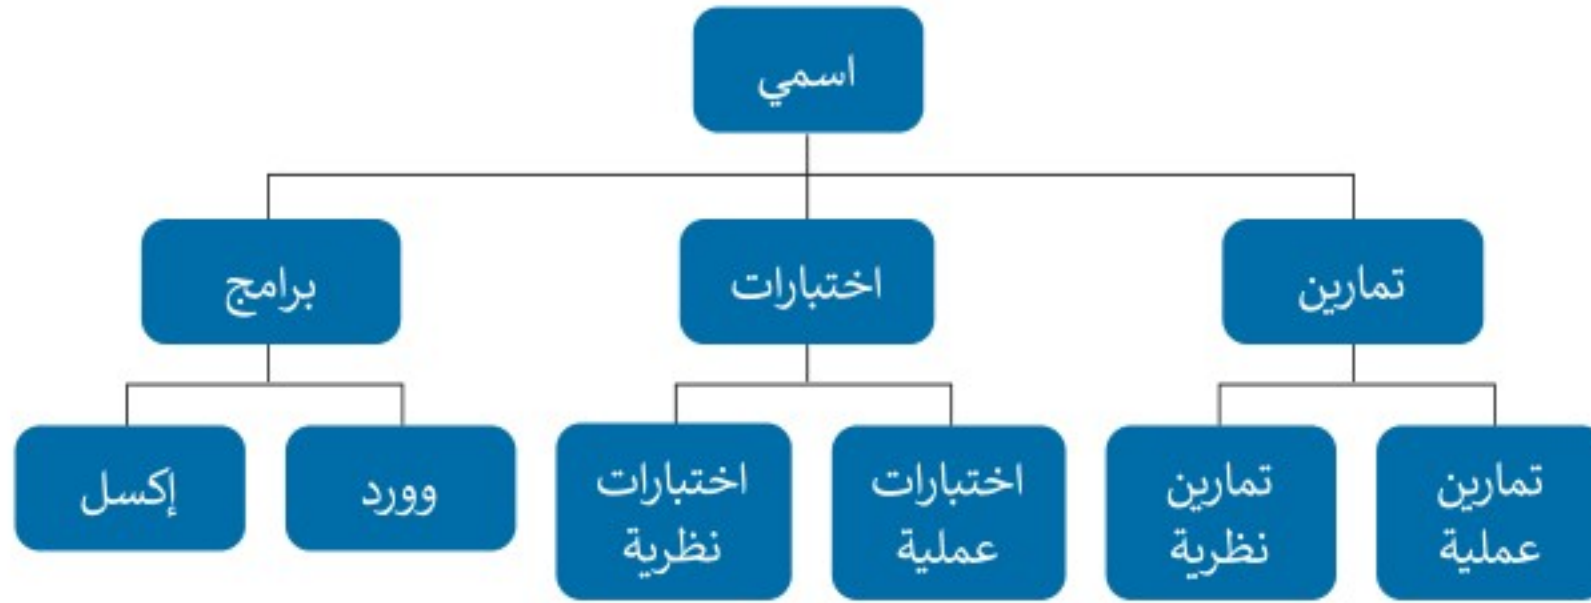 اسمي
تمارين
اختبارات
برامج
تمارين
عملية
تمارين
نظرية
اختبارات
عملية
اختبارات
نظرية
وورد
إكسل